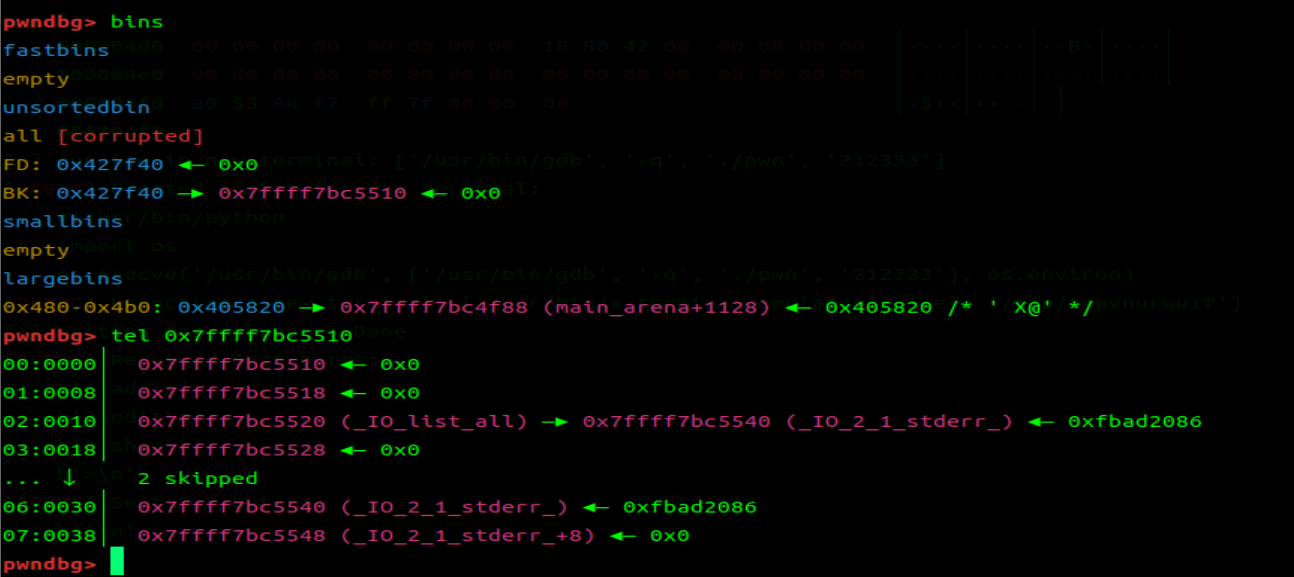 pwndbg> bins
fastbins
empty
unsortedbin
all [corrupted]
FD: 0x427f40 ◂— 0x0
BK: 0x427f40 —▸ 0x7ffff7bc5510 ◂— 0x0
smallbins
empty
largebins
0x480-0x4b0: 0x405820 —▸ 0x7ffff7bc4f88 (main_arena+1128) ◂— 0x405820 /* ' X@' */
pwndbg> tel 0x7ffff7bc5510
00:0000│ 0x7ffff7bc5510 ◂— 0x0
01:0008│ 0x7ffff7bc5518 ◂— 0x0
02:0010│ 0x7ffff7bc5520 (_IO_list_all) —▸ 0x7ffff7bc5540 (_IO_2_1_stderr_) ◂— 0xfbad2086
03:0018│ 0x7ffff7bc5528 ◂— 0x0
... ↓ 2 skipped
06:0030│ 0x7ffff7bc5540 (_IO_2_1_stderr_) ◂— 0xfbad2086
07:0038│ 0x7ffff7bc5548 (_IO_2_1_stderr_+8) ◂— 0x0
pwndbg>